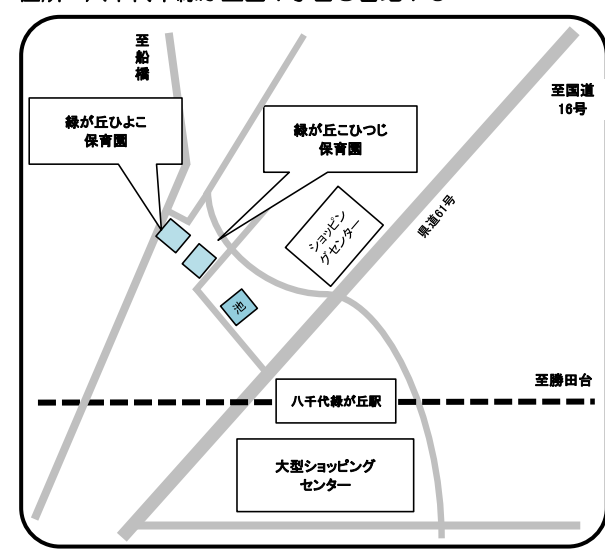 至
船
橋
至国道
16号
緑が丘ひよこ
保育園
緑が丘こひつじ
保育園
ショッピン
グセンター
県道61号
池
至勝田台
八千代緑が丘駅
大型ショッピング
センター